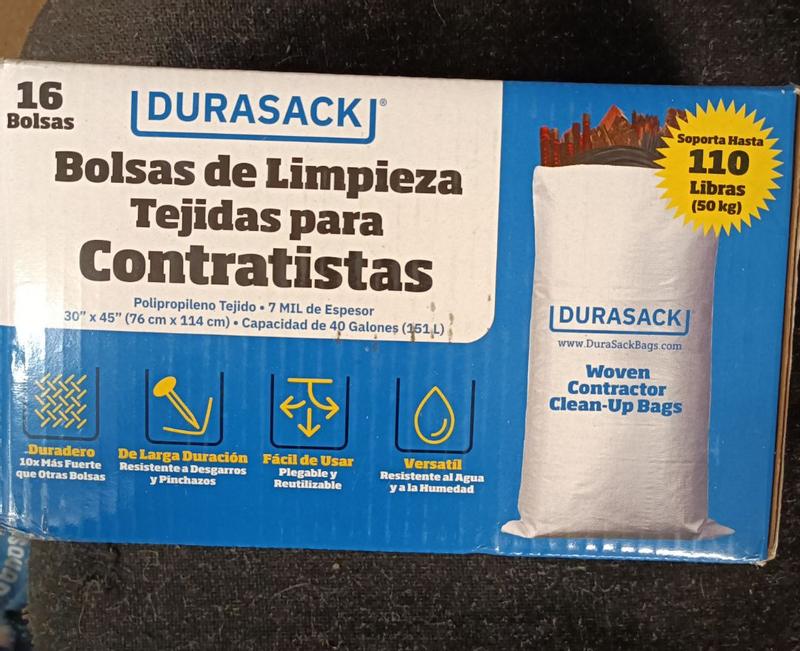 16
Bolsas
DURASACK®
Bolsas de Limpieza
Tejidas para
Contratistas
Polipropileno Tejido • 7 MIL de Espesor
30” x 45” (76 cm x 114 cm) • Capacidad de 40 Galones (151 L)
Duradero
10x Más Fuerte
que Otras Bolsas
De Larga Duración
Resistente a Desgarros
y Pinchazos
Fácil de Usar
Plegable y
Reutilizable
Versatíl
Resistente al Agua
y a la Humedad
Soporta Hasta
110
Libras
(50 kg)
DURASACK
www.DuraSackBags.com
Woven
Contractor
Clean-Up Bags